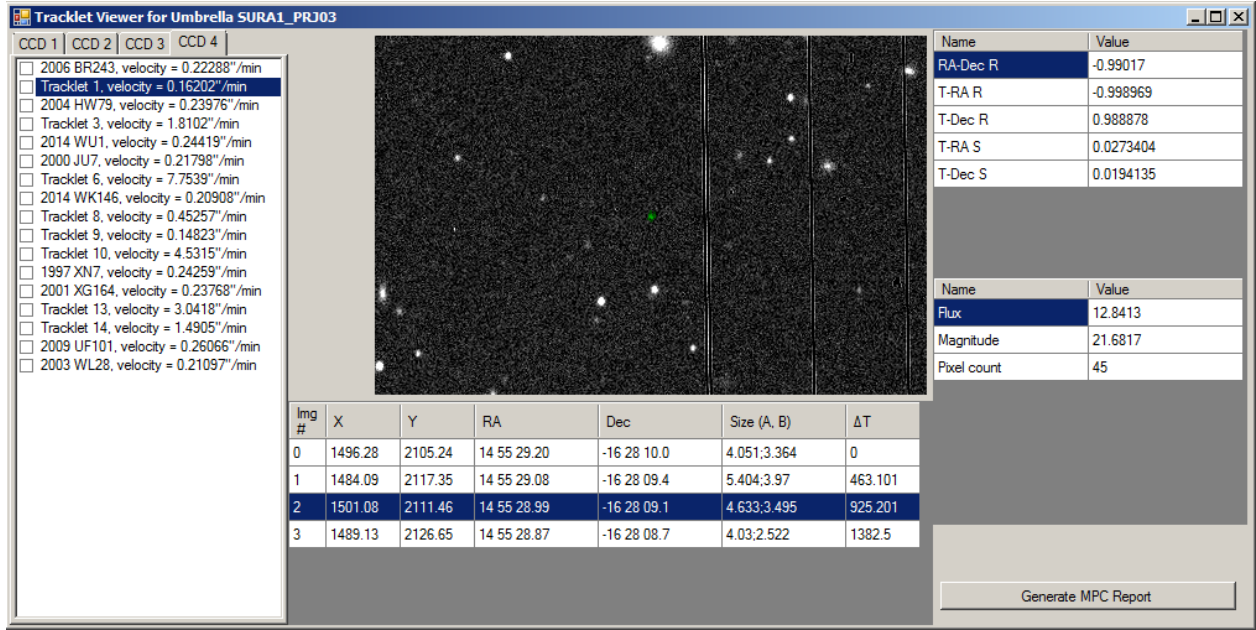 Tracklet Viewer for Umbrella SURA1_PRJ03
CCD 1 CCD 2 CCD 3 CCD 4
2006 BR243, velocity = 0.22288"/min
Tracklet 1, velocity = 0.16202"/min
2004 HW79, velocity = 0.23976"/min
Tracklet 3, velocity = 1.8102"/min
2014 WU1, velocity = 0.24419"/min
2000 JU7, velocity = 0.21798"/min
Tracklet 6, velocity = 7.7539"/min
2014 WK146, velocity = 0.20908"/min
Tracklet 8, velocity = 0.45257"/min
Tracklet 9, velocity = 0.14823"/min
Tracklet 10, velocity = 4.5315"/min
1997 XN7, velocity = 0.24259"/min
2001 XG164, velocity = 0.23768"/min
Tracklet 13, velocity = 3.0418"/min
Tracklet 14, velocity = 1.4905"/min
2009 UF101, velocity = 0.26066"/min
2003 WL28, velocity = 0.21097"/min
Name Value
RA-Dec R -0.99017
T-RA R -0.998969
T-Dec R 0.988878
T-RA S 0.0273404
T-Dec S 0.0194135
Name Value
Flux 12.8413
Magnitude 21.6817
Pixel count 45
Img # X Y RA Dec Size (A, B) ΔT
0 1496.28 2105.24 14 55 29.20 -16 28 10.0 4.051;3.364 0
1 1484.09 2117.35 14 55 29.08 -16 28 09.4 5.404;3.97 463.101
2 1501.08 2111.46 14 55 28.99 -16 28 09.1 4.633;3.495 925.201
3 1489.13 2126.65 14 55 28.87 -16 28 08.7 4.03;2.522 1382.5
Generate MPC Report